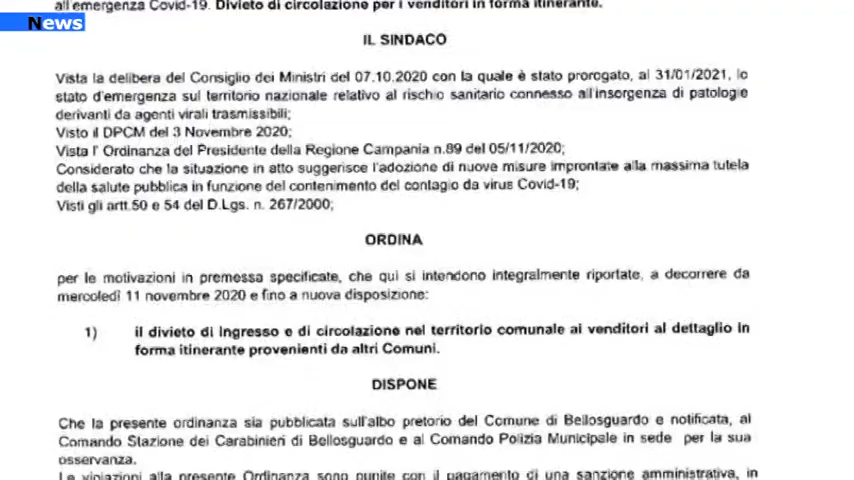 all'emergenza Covid-19. Divieto di circolazione per i venditori in forma itinerante.
News
IL SINDACO
Vista la delibera del Consiglio dei Ministri del 07.10.2020 con la quale è stato prorogato, al 31/01/2021, lo
stato d'emergenza sul territorio nazionale relativo al rischio sanitario connesso all'insorgenza di patologie
derivanti da agenti virali trasmissibili;
Visto il DPCM del 3 Novembre 2020;
Vista l' Ordinanza del Presidente della Regione Campania n.89 del 05/11/2020;
Considerato che la situazione in atto suggerisce l'adozione di nuove misure improntate alla massima tutela
della salute pubblica in funzione del contenimento del contagio da virus Covid-19;
Visti gli artt.50 e 54 del D.Lgs. n. 267/2000;
ORDINA
per le motivazioni in premessa specificate, che qui si intendono integralmente riportate, a decorrere da
mercoledì 11 novembre 2020 e fino a nuova disposizione:
1) il divieto di ingresso e di circolazione nel territorio comunale ai venditori al dettaglio in
forma itinerante provenienti da altri Comuni.
DISPONE
Che la presente ordinanza sia pubblicata sull'albo pretorio del Comune di Bellosguardo e notificata, al
Comando Stazione dei Carabinieri di Bellosguardo e al Comando Polizia Municipale in sede per la sua
osservanza.
Le violazioni alla presente Ordinanza sono punite con il pagamento di una sanzione amministrativa, in